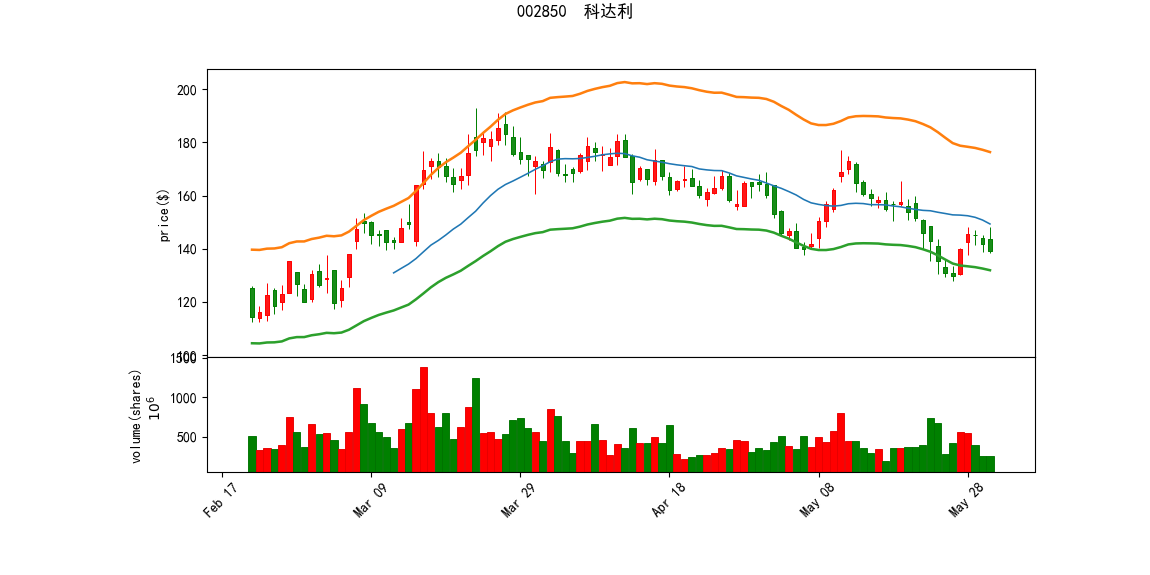 002850  科达利
200
180
160
140
120
100
price($)
1500
1000
500
volume(shares)
10^6
Feb 17
Mar 09
Mar 29
Apr 18
May 08
May 28